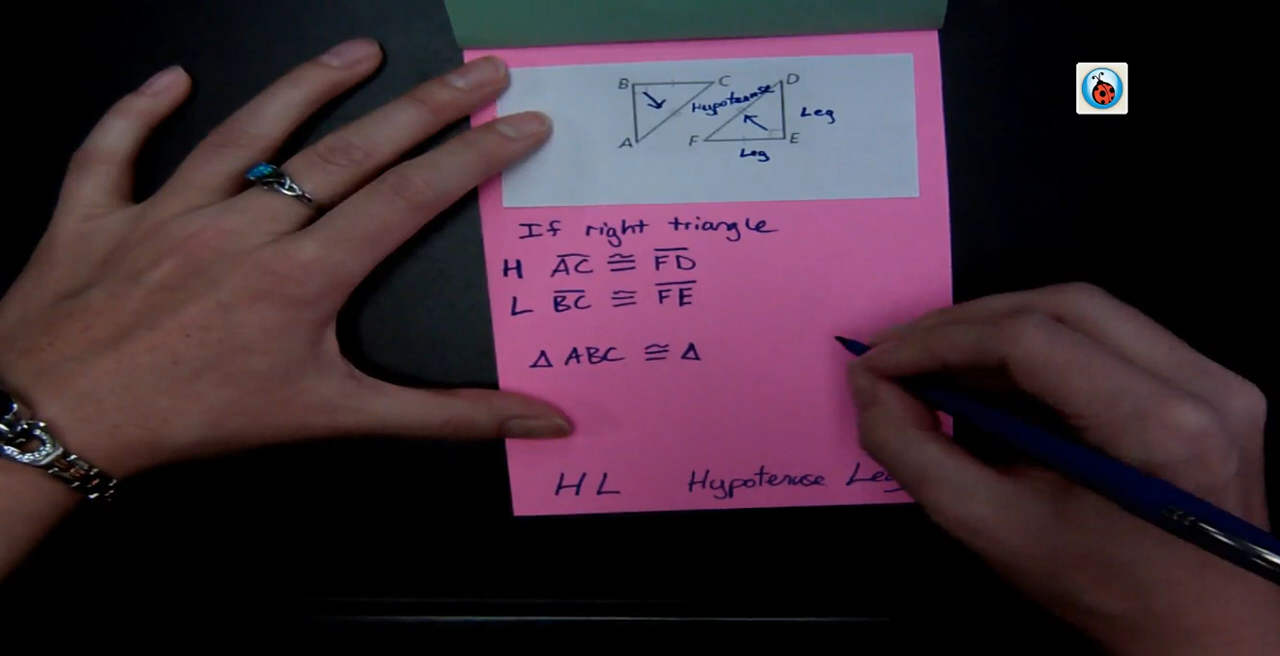 B C D
Hypotenuse Leg
A F E
Leg
If right triangle
H AC ≅ FD
L BC ≅ FE
Δ ABC ≅ Δ
HL Hypotenuse Leg